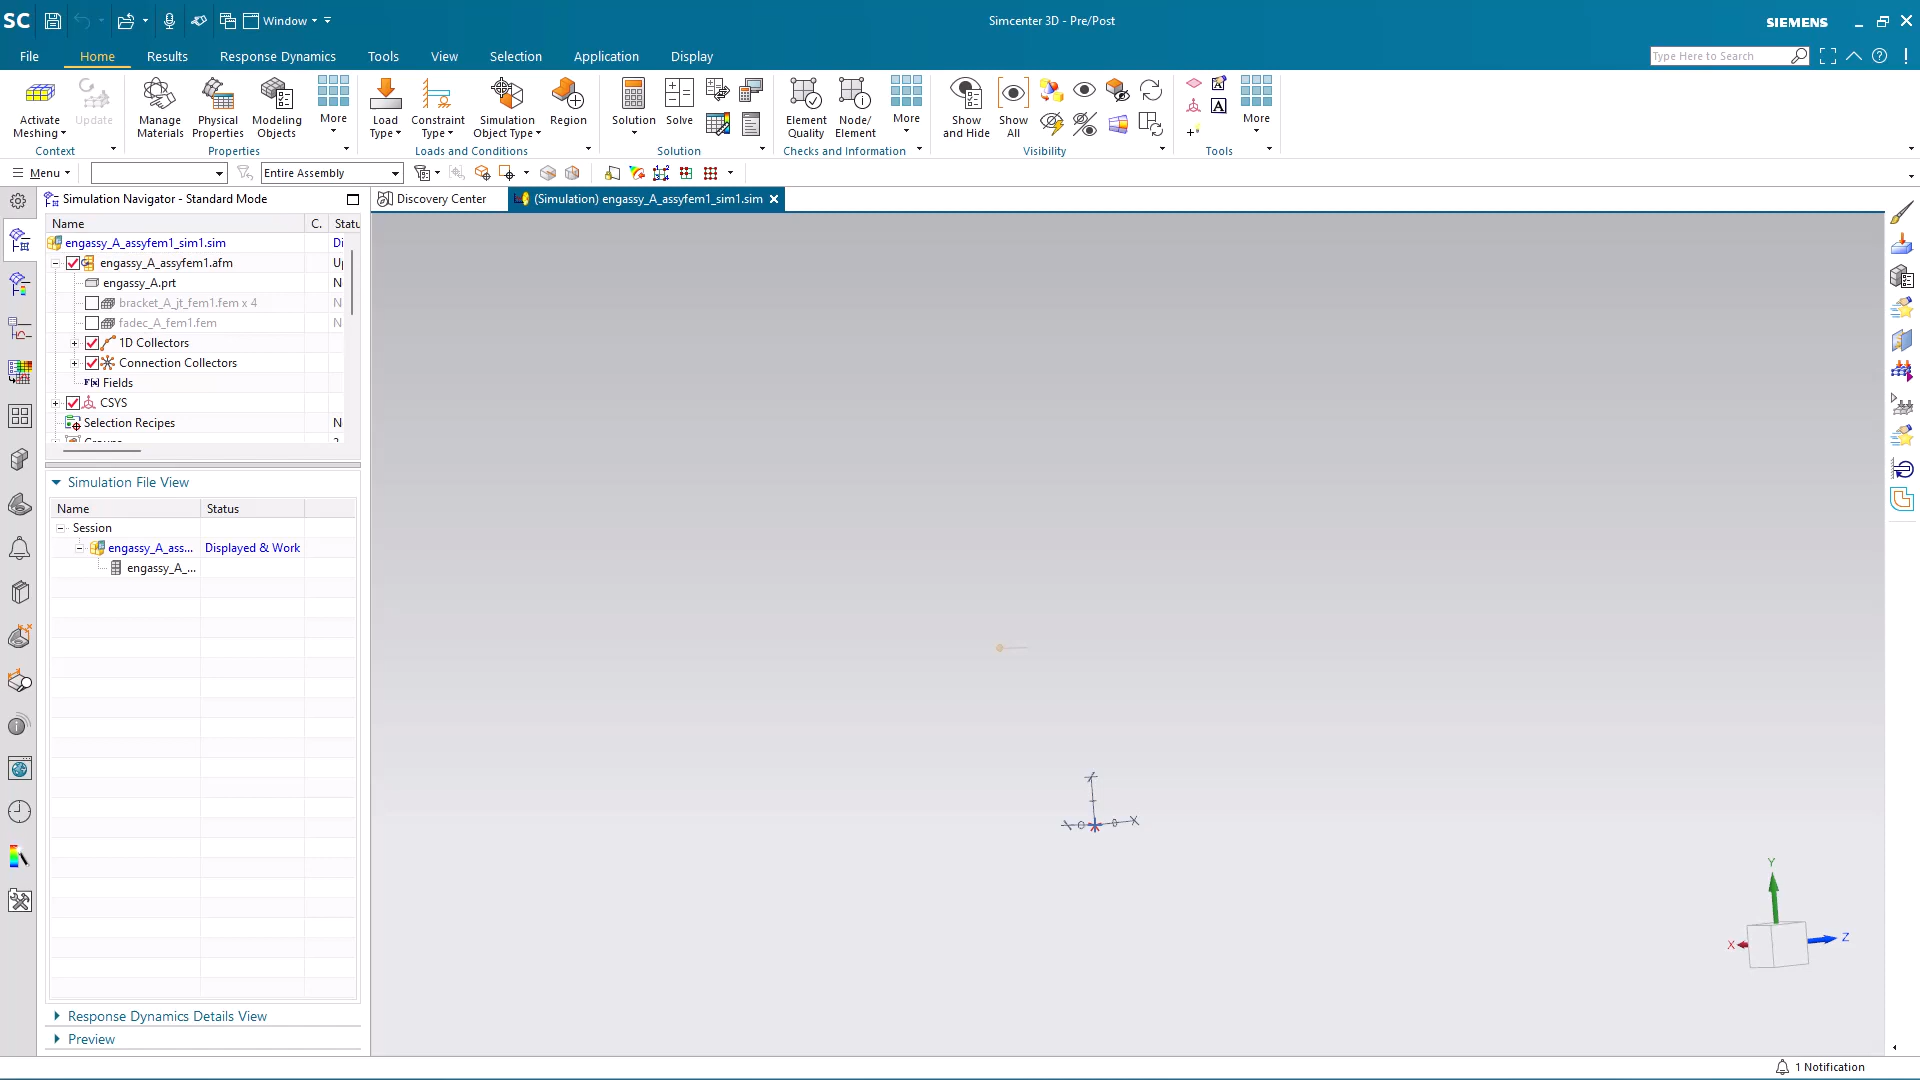 SC
Window
Simcenter 3D - Pre/Post
SIEMENS
File
Home
Results
Response Dynamics
Tools
View
Selection
Application
Display
Type Here to Search
Activate Meshing
Update
Manage Materials
Physical Properties
Modeling Objects
More
Load Type
Constraint Type
Simulation Object Type
Region
Solution
Solve
Element Quality
Node/Element
More
Show and Hide
Show All
More
Context
Properties
Loads and Conditions
Solution
Checks and Information
Visibility
Tools
Menu
Entire Assembly
Simulation Navigator - Standard Mode
Discovery Center
(Simulation) engassy_A_assyfem1_sim1.sim
Name C. Statu
engassy_A_assyfem1_sim1.sim Di
engassy_A_assyfem1.afm
engassy_A.prt N
bracket_A_jt_fem1.fem x 4 N
fadec_A_fem1.fem N
1D Collectors
Connection Collectors
Fields
CSYS
Selection Recipes N
Simulation File View
Name Status
Session
engassy_A_ass... Displayed & Work
engassy_A_...
Response Dynamics Details View
Preview
Y
X
Z
1 Notification